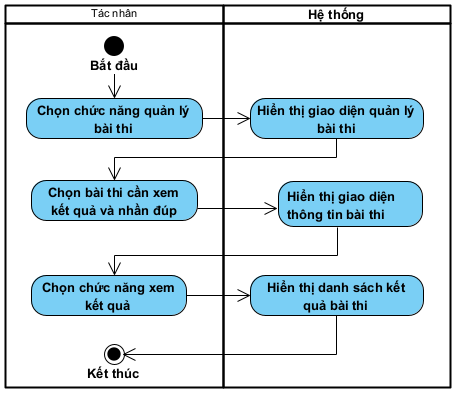 Tác nhân
Hệ thống
Bắt đầu
Chọn chức năng quản lý
bài thi
Hiển thị giao diện quản lý
bài thi
Chọn bài thi cần xem
kết quả và nhấn đúp
Hiển thị giao diện
thông tin bài thi
Chọn chức năng xem
kết quả
Hiển thị danh sách kết
quả bài thi
Kết thúc